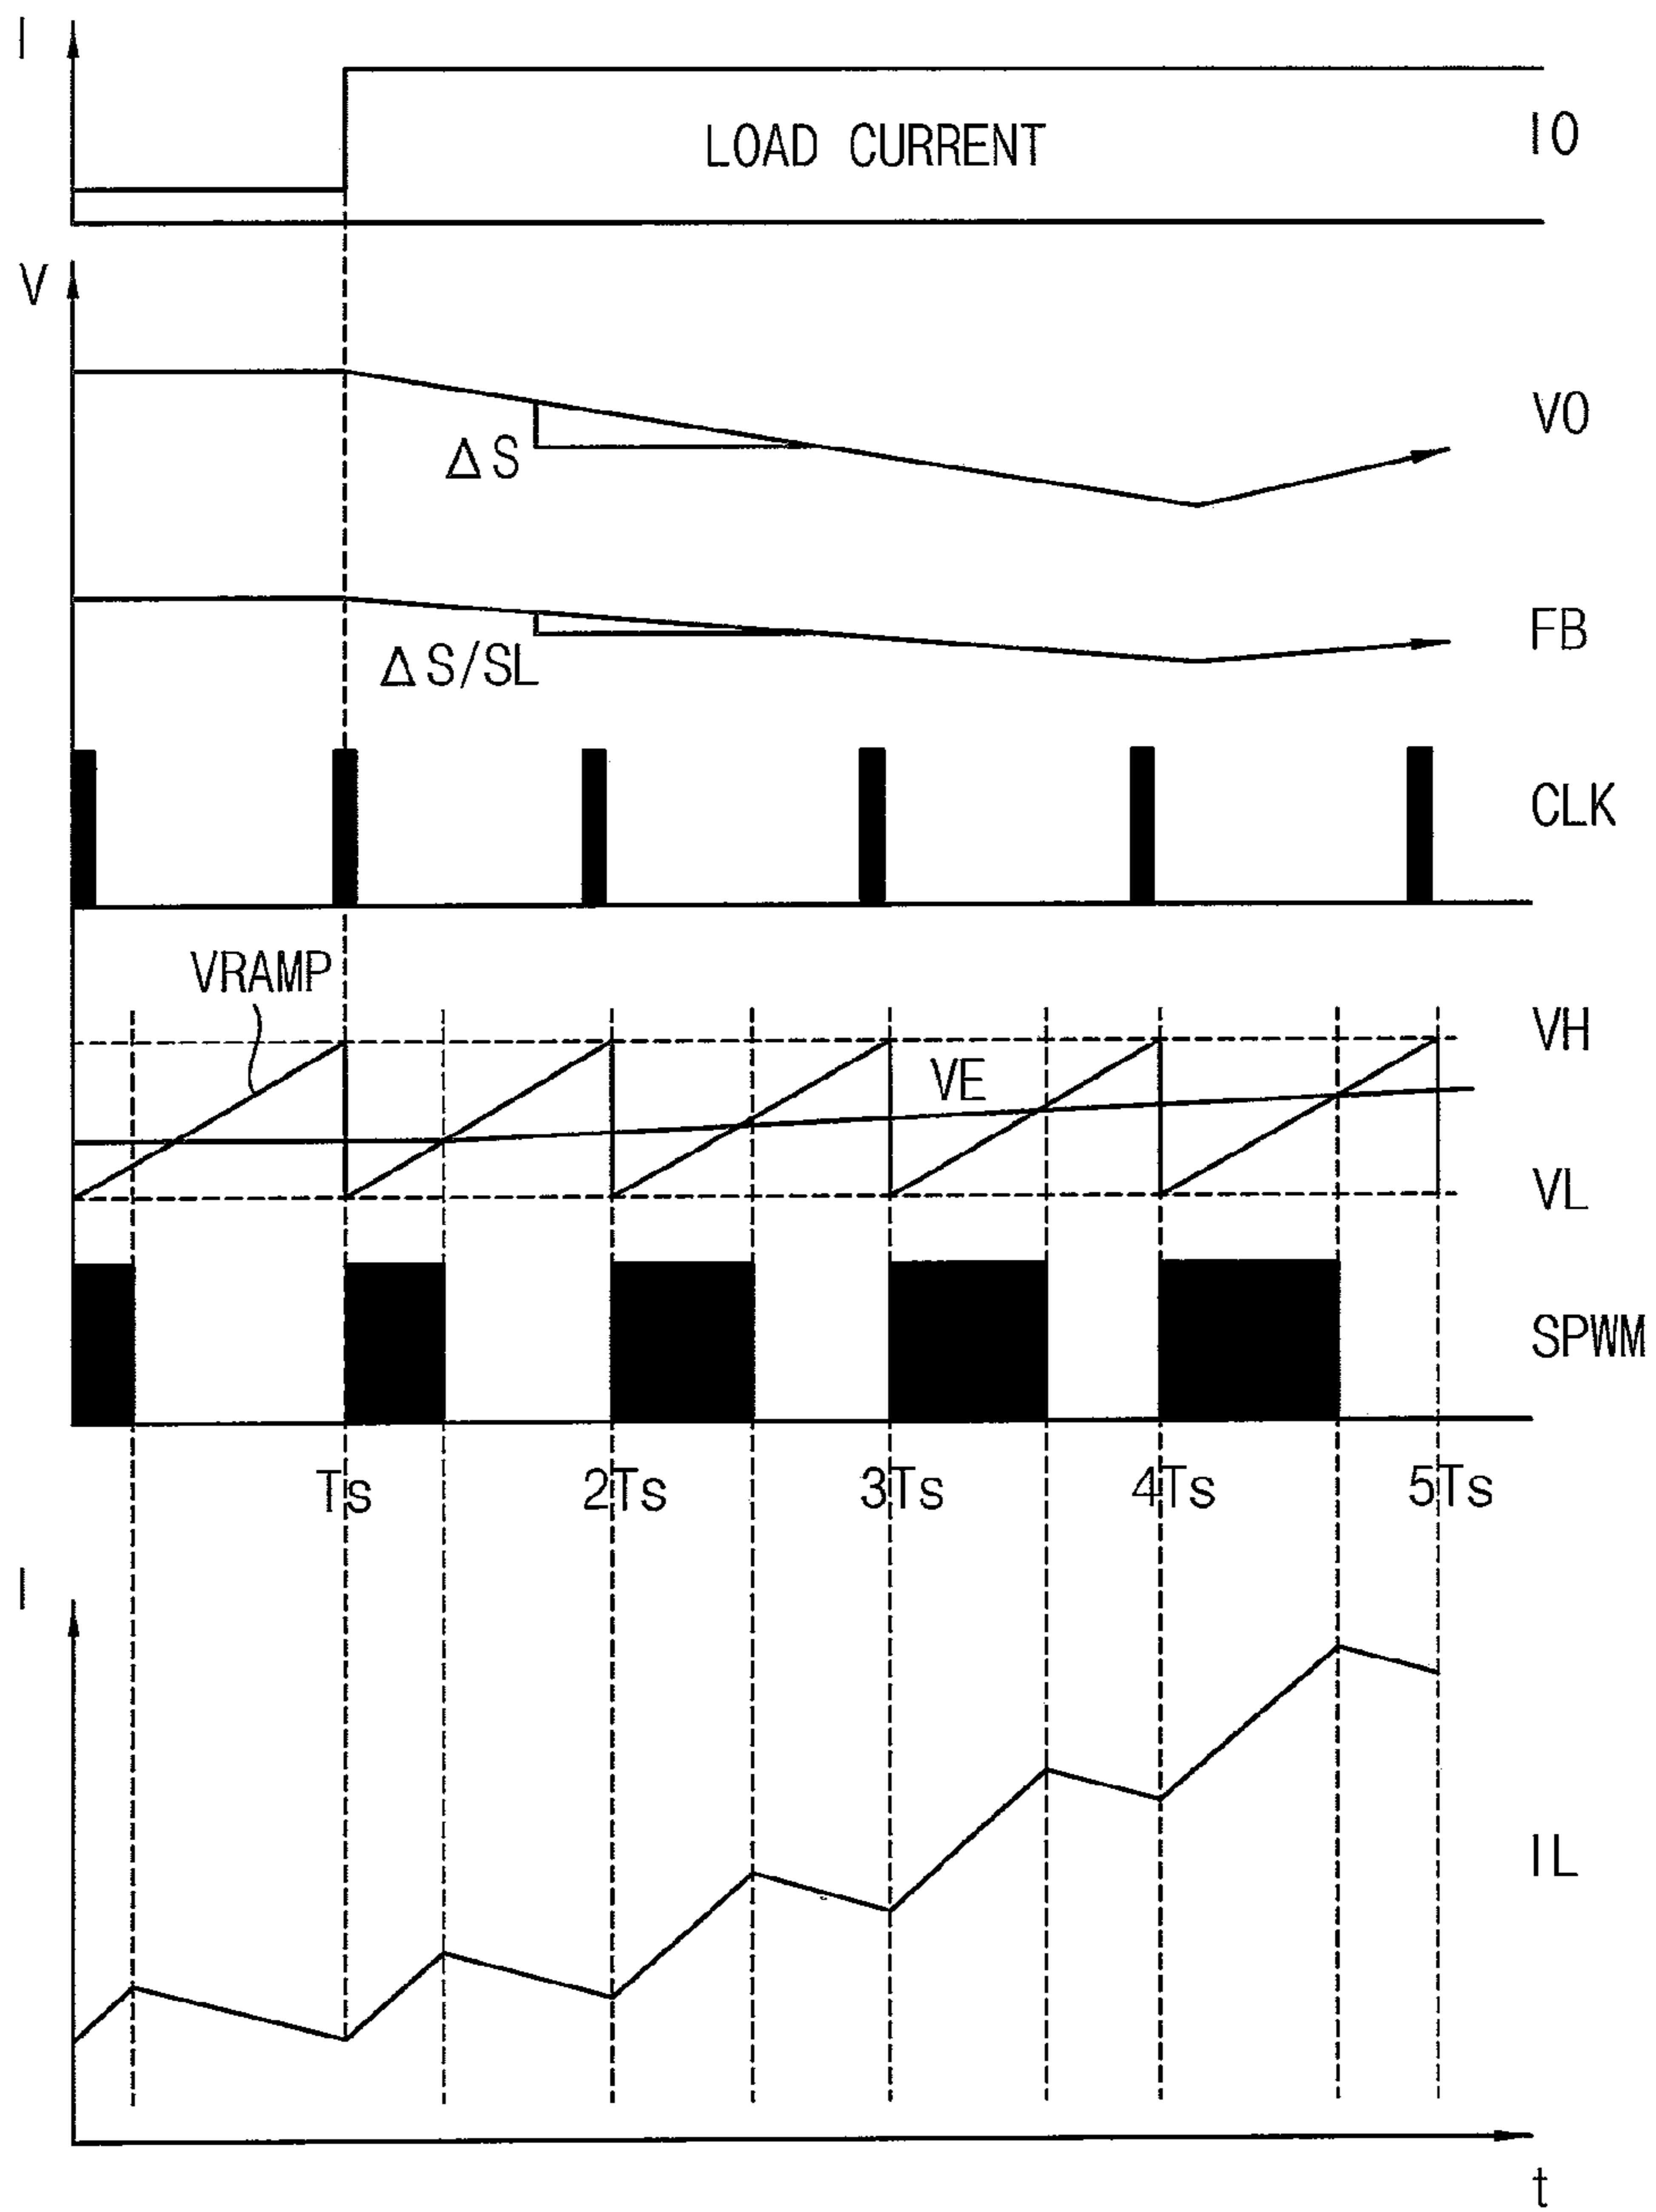 I
LOAD CURRENT
IO
V
VO
ΔS
FB
ΔS/SL
CLK
VRAMP
VH
VE
VL
SPWM
Ts
2Ts
3Ts
4Ts
5Ts
I
IL
t